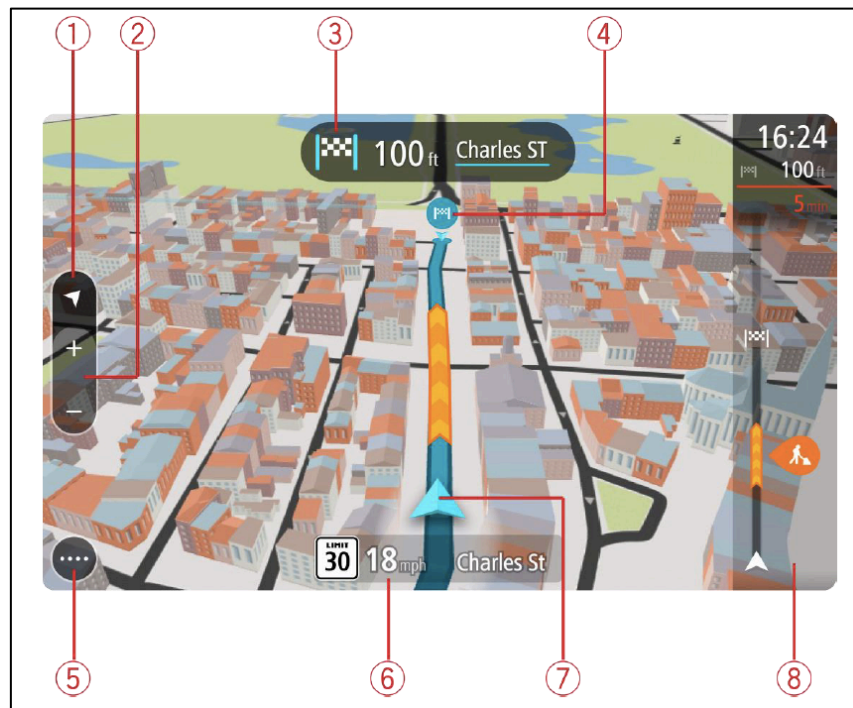 ① ② ③ ④
100 ft Charles ST
16:24
100 ft
5 min
+
−
LIMIT
30 18 mph Charles St
⑤ ⑥ ⑦ ⑧